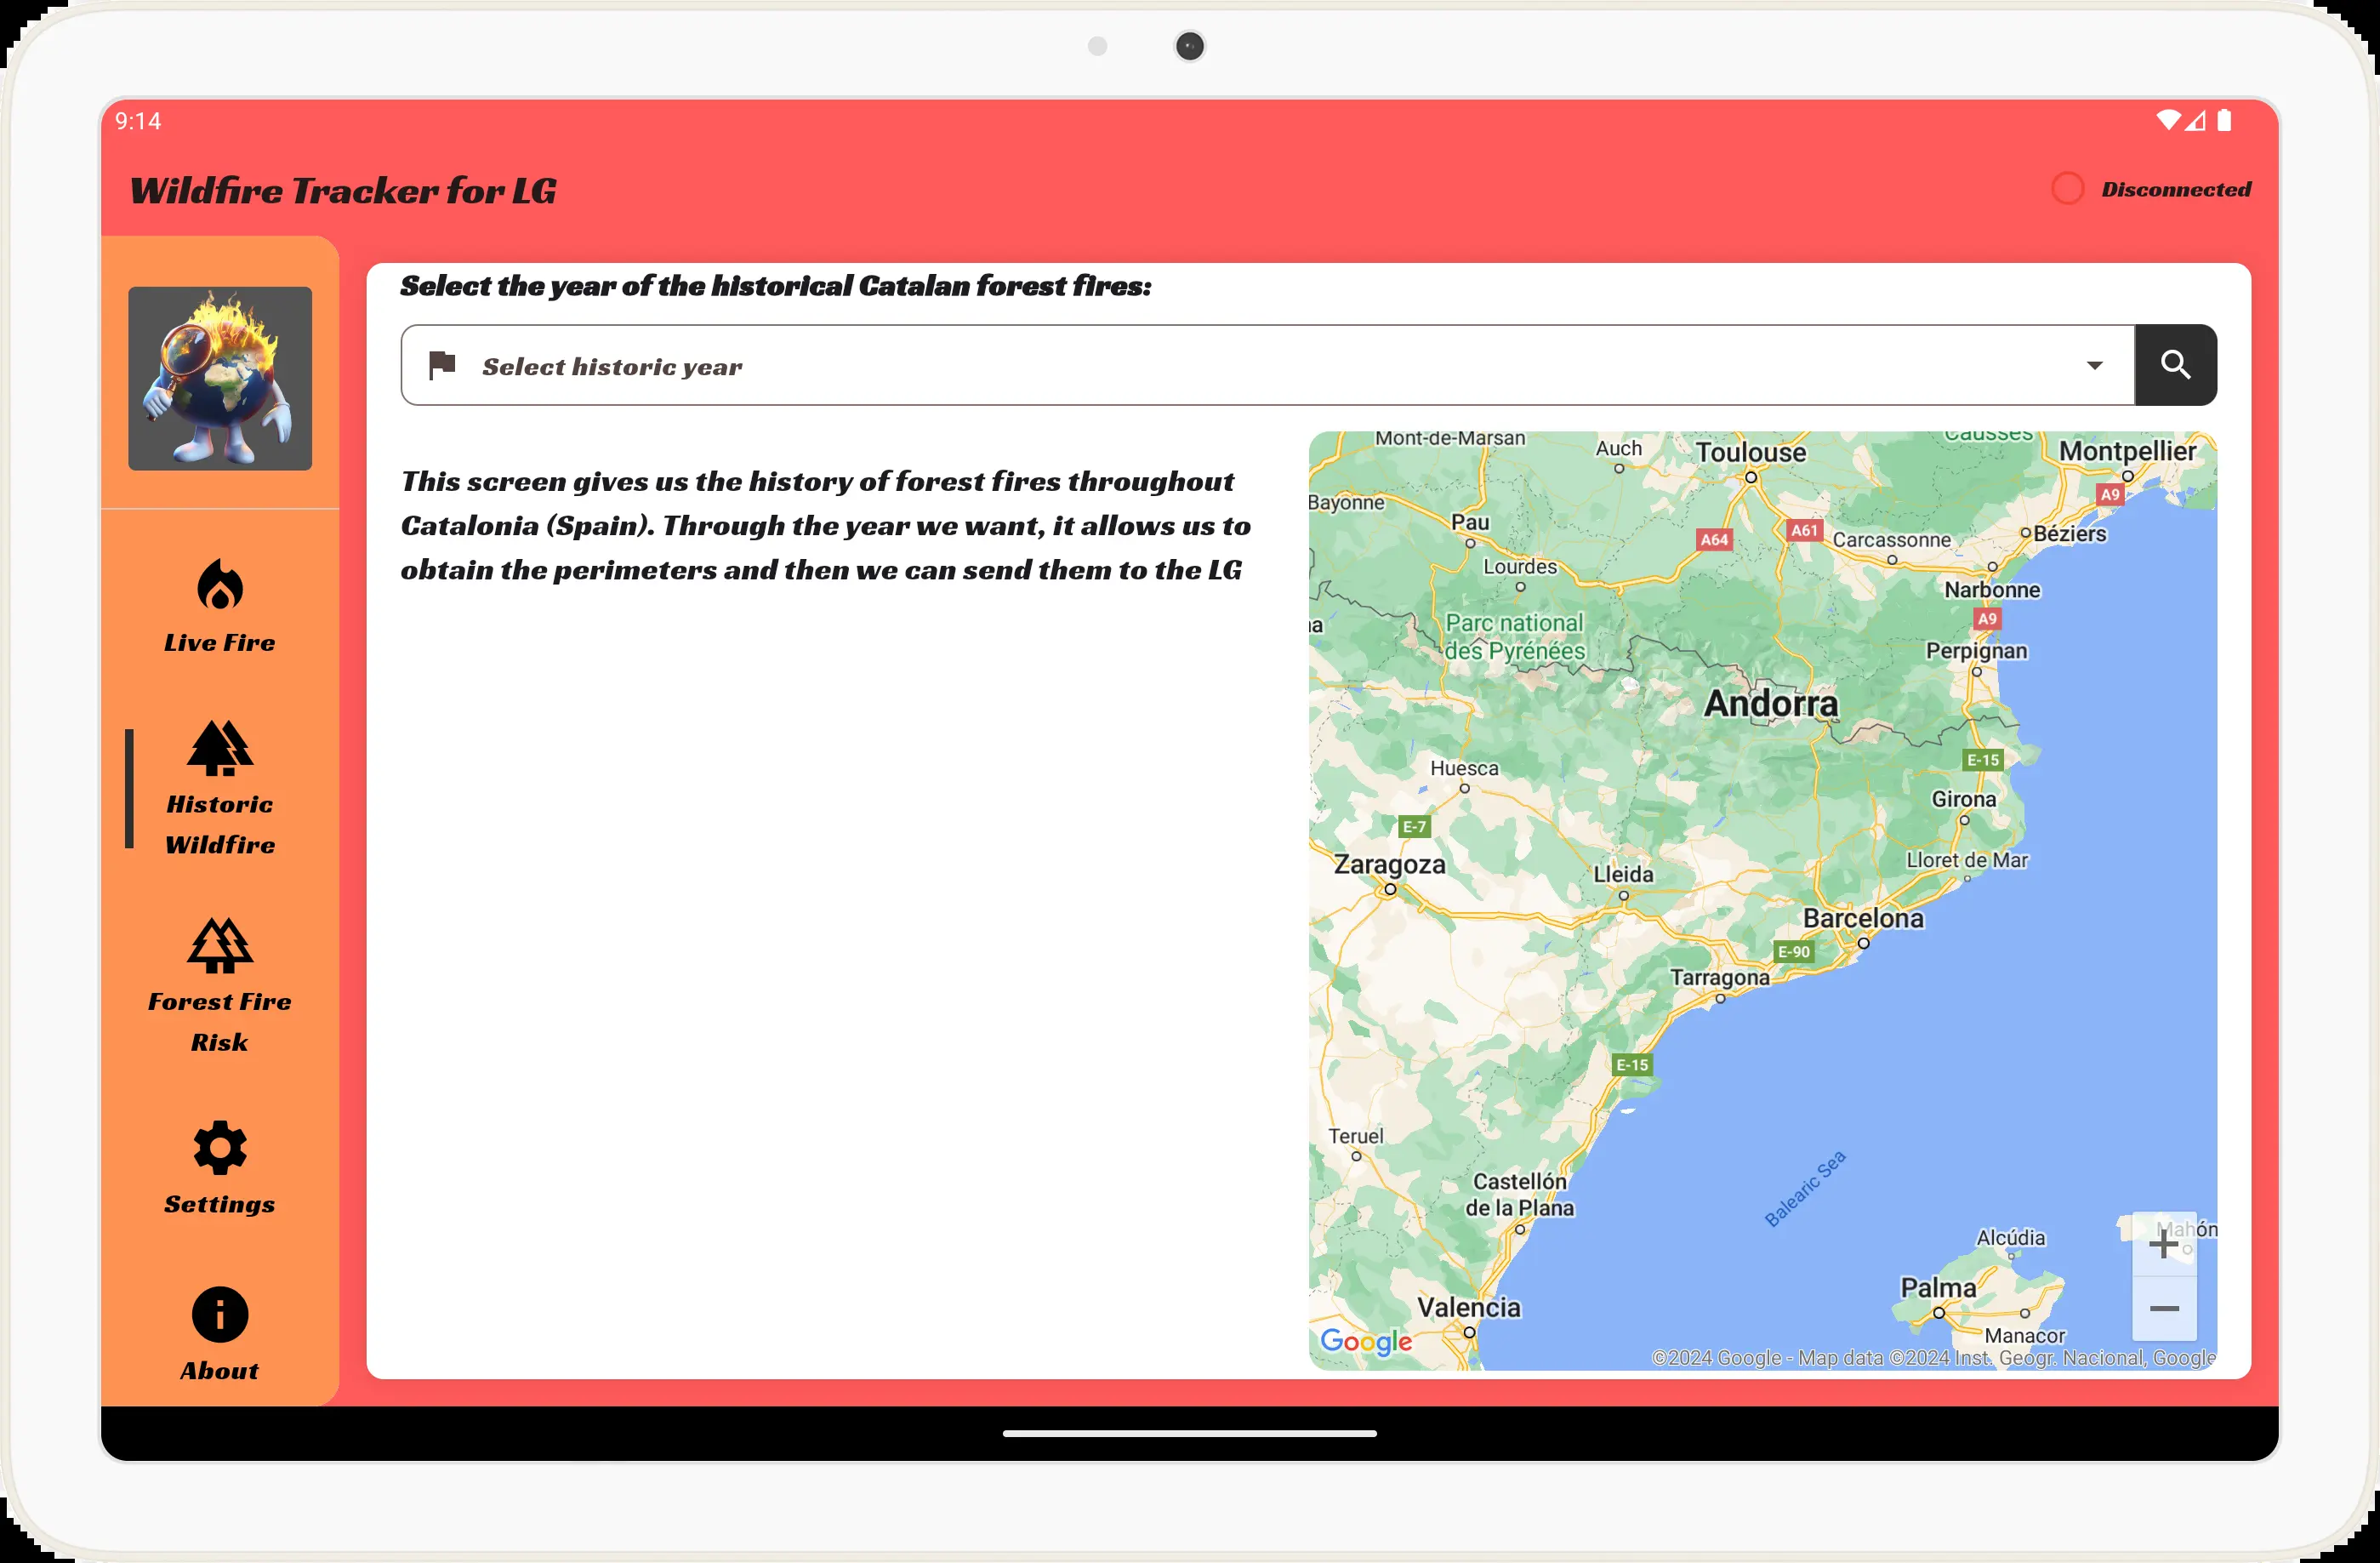 9:14
Wildfire Tracker for LG
Disconnected
Live Fire
Historic
Wildfire
Forest Fire
Risk
Settings
About
Select the year of the historical Catalan forest fires:
Select historic year
This screen gives us the history of forest fires throughout
Catalonia (Spain). Through the year we want, it allows us to
obtain the perimeters and then we can send them to the LG
Mont-de-Marsan
Auch
Toulouse
Causses
Montpellier
A9
Bayonne
Pau
A64
A61
Carcassonne
Béziers
Lourdes
Narbonne
A9
Parc national
des Pyrénées
na
Perpignan
Andorra
E-15
Huesca
Girona
E-7
Zaragoza
Lleida
Lloret de Mar
Barcelona
E-90
Tarragona
E-15
Teruel
Castellón
de la Plana
Balearic Sea
Mahón
Alcúdia
Palma
Valencia
Manacor
Google
©2024 Google - Map data ©2024 Inst. Geogr. Nacional, Google